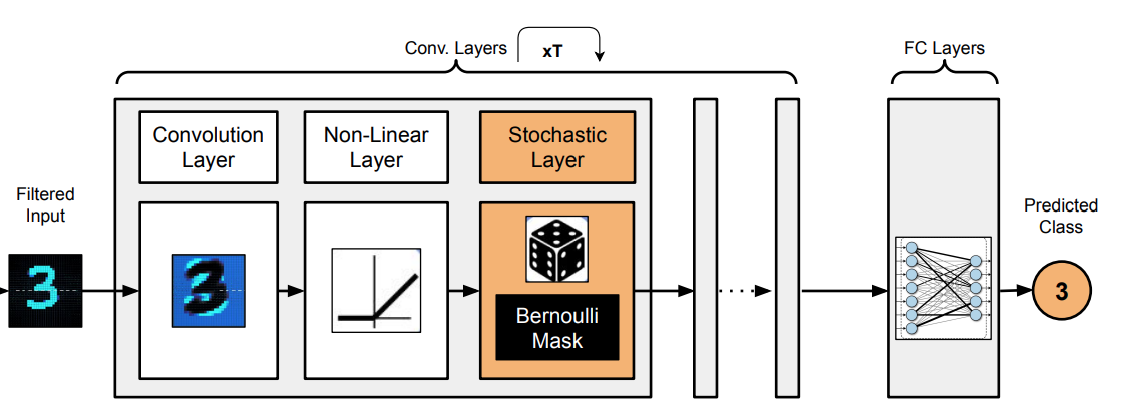 Conv. Layers
xT
FC Layers
Convolution
Layer
Non-Linear
Layer
Stochastic
Layer
Filtered
Input
3
3
Bernoulli
Mask
Predicted
Class
3